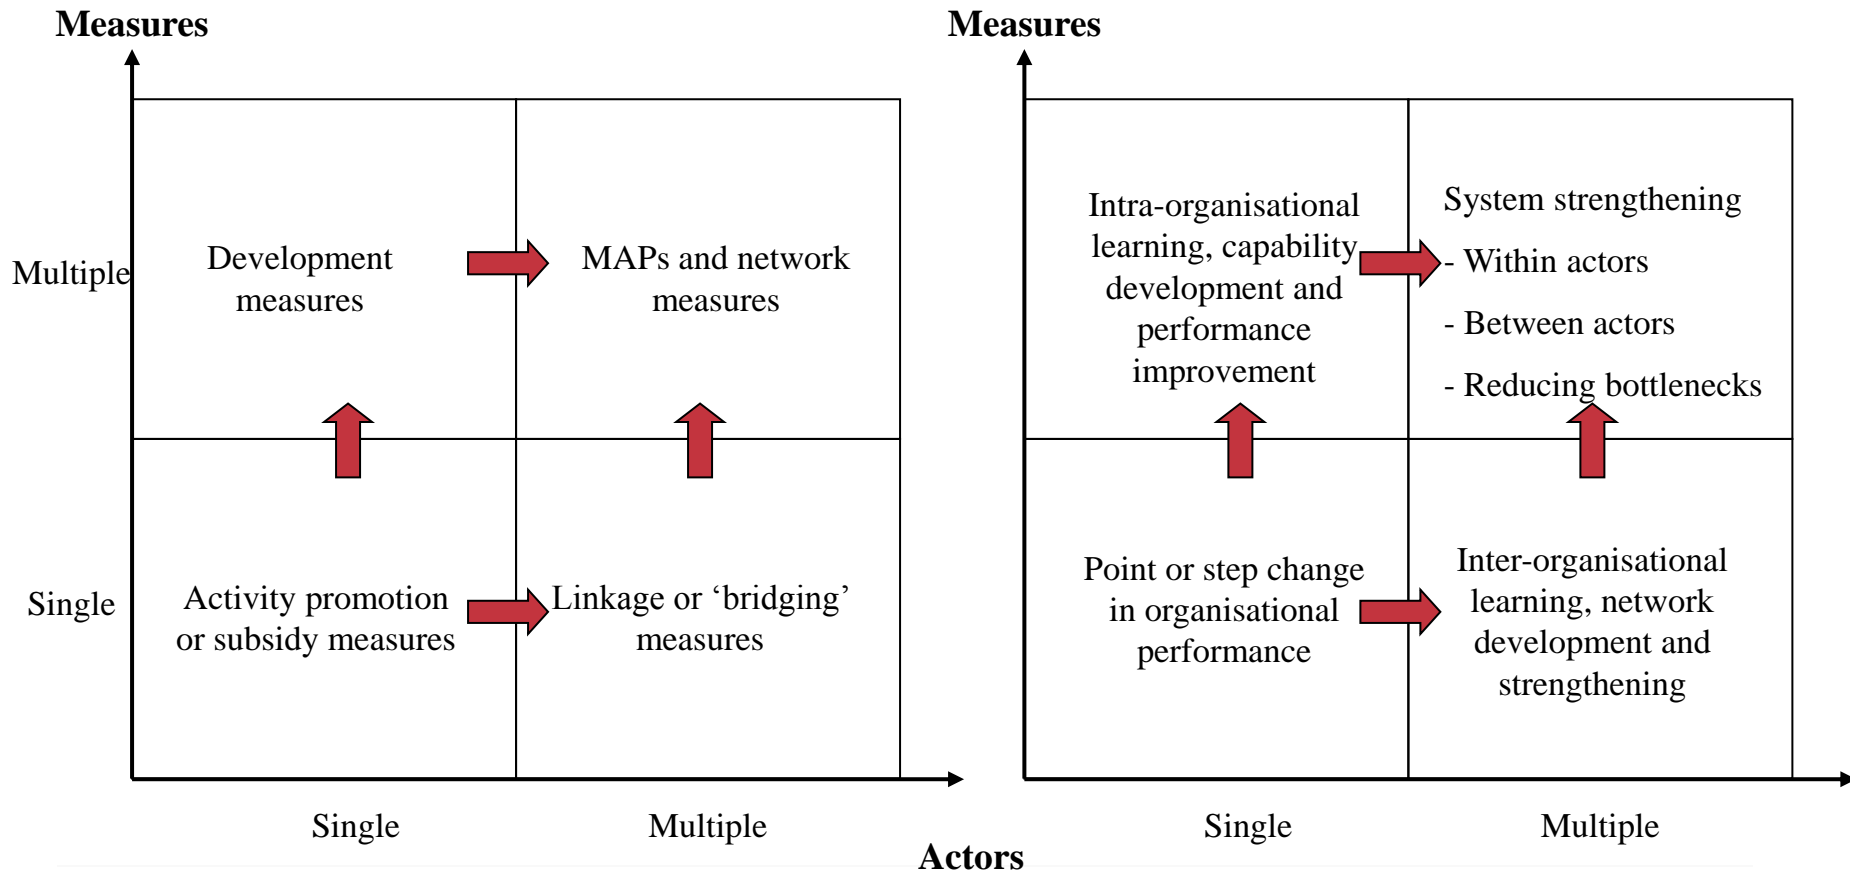 Measures
Multiple
Single
Development
measures
MAPs and network
measures
Activity promotion
or subsidy measures
Linkage or ‘bridging’
measures
Single
Multiple
Measures
Intra-organisational
learning, capability
development and
performance
improvement
System strengthening
- Within actors
- Between actors
- Reducing bottlenecks
Point or step change
in organisational
performance
Inter-organisational
learning, network
development and
strengthening
Single
Multiple
Actors